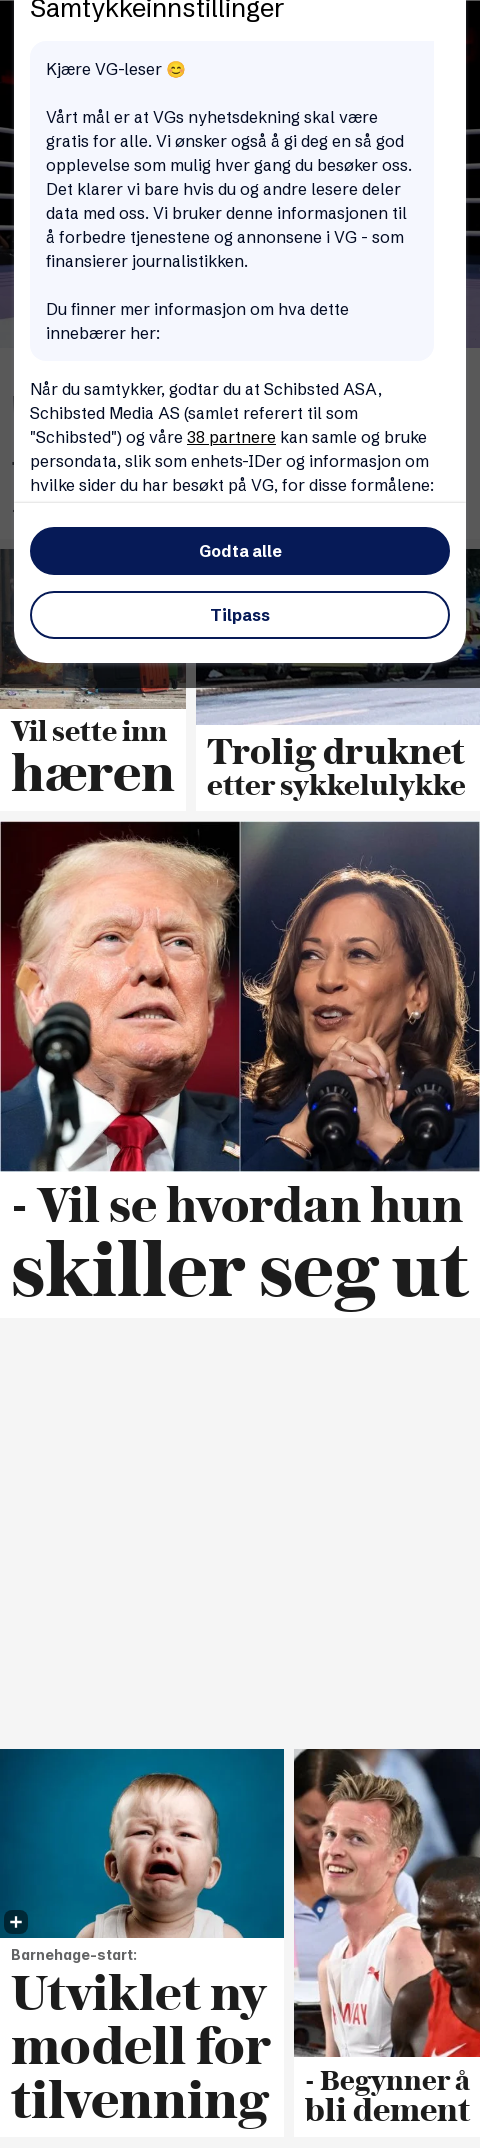 Samtykkeinnstillinger
Kjære VG-leser 😊
Vårt mål er at VGs nyhetsdekning skal være
gratis for alle. Vi ønsker også å gi deg en så god
opplevelse som mulig hver gang du besøker oss.
Det klarer vi bare hvis du og andre lesere deler
data med oss. Vi bruker denne informasjonen til
å forbedre tjenestene og annonsene i VG - som
finansierer journalistikken.
Du finner mer informasjon om hva dette
innebærer her:
Når du samtykker, godtar du at Schibsted ASA,
Schibsted Media AS (samlet referert til som
"Schibsted") og våre 38 partnere kan samle og bruke
persondata, slik som enhets-IDer og informasjon om
hvilke sider du har besøkt på VG, for disse formålene:
Godta alle
Tilpass
Vil sette inn
hæren
Trolig druknet
etter sykkelulykke
- Vil se hvordan hun
skiller seg ut
Barnehage-start:
Utviklet ny
modell for
tilvenning
- Begynner å
bli dement